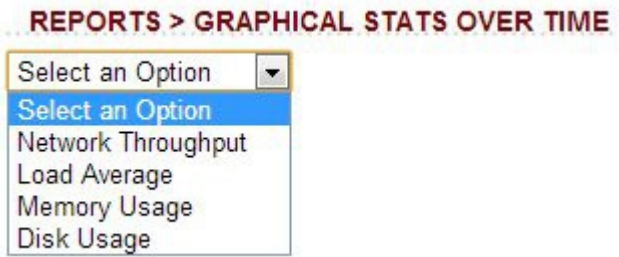 REPORTS > GRAPHICAL STATS OVER TIME
Select an Option
Select an Option
Network Throughput
Load Average
Memory Usage
Disk Usage